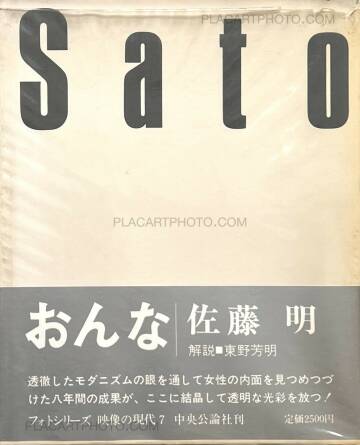 PLACARTPHOTO.COM
Sato
PLACARTPHOTO.COM
おんな
佐藤 明
解説■東野芳明
透徹したモダニズムの眼を通して女性の内面を見つめつづ
けた八年間の成果が、ここに結晶して透明な光彩を放つ!
フォトシリーズ 映像の現代7 中央公論社刊 定価2500円
PLACARTPHOTO.COM